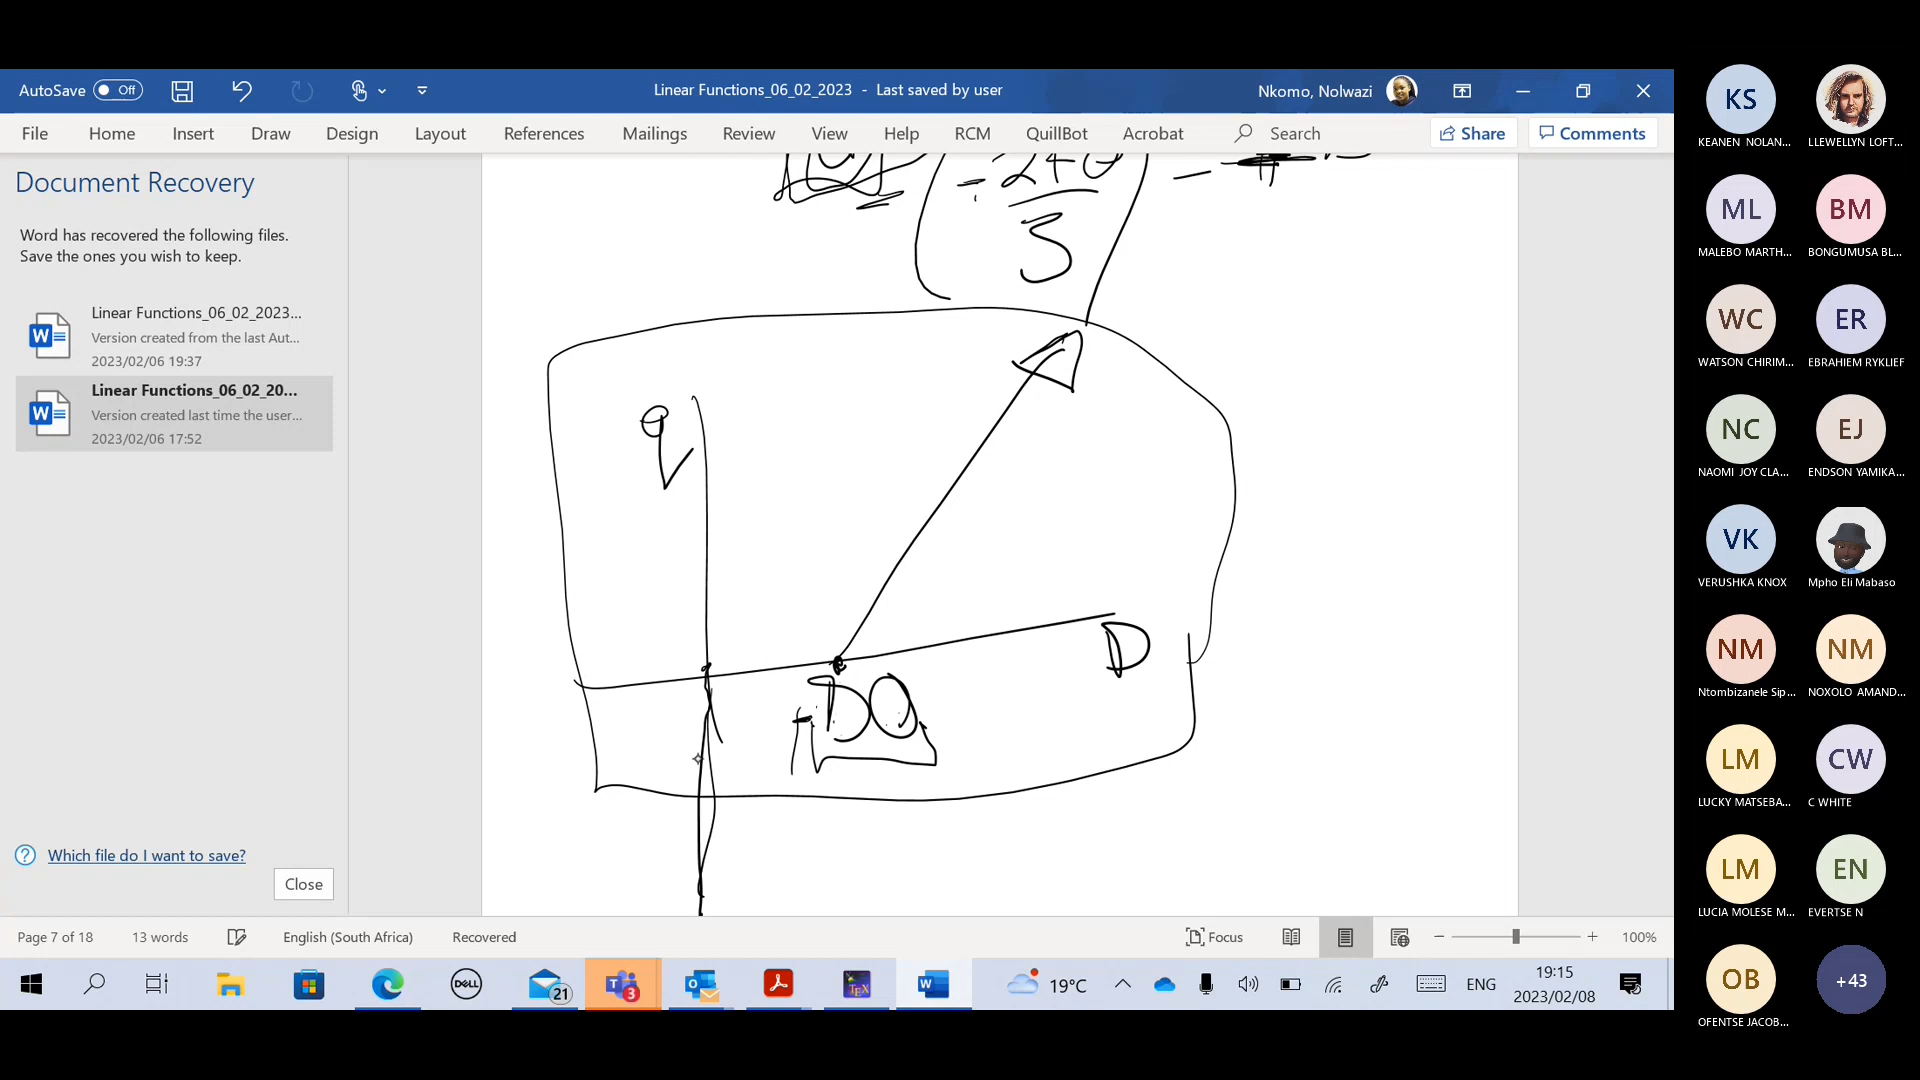 AutoSave Off
Linear Functions_06_02_2023 - Last saved by user
Nkomo, Nolwazi
File Home Insert Draw Design Layout References Mailings Review View Help RCM QuillBot Acrobat Search Share Comments
Document Recovery
Word has recovered the following files.
Save the ones you wish to keep.
Linear Functions_06_02_2023...
Version created from the last Aut...
2023/02/06 19:37
Linear Functions_06_02_20...
Version created last time the user...
2023/02/06 17:52
Which file do I want to save?
Close
3
q
D
Page 7 of 18 13 words English (South Africa) Recovered Focus 100%
DELL
21
T 3
TEX
19°C
ENG
19:15
2023/02/08
KS
KEANEN NOLAN...
LLEWELLYN LOFT...
ML
MALEBO MARTH...
BM
BONGUMUSA BL...
WC
WATSON CHIRIM...
ER
EBRAHIEM RYKLIEF
NC
NAOMI JOY CLA...
EJ
ENDSON YAMIKA...
VK
VERUSHKA KNOX
Mpho Eli Mabaso
NM
Ntombizanele Sip...
NM
NOXOLO AMAND...
LM
LUCKY MATSEBA...
CW
C WHITE
LM
LUCIA MOLESE M...
EN
EVERTSE N
OB
OFENTSE JACOB...
+43